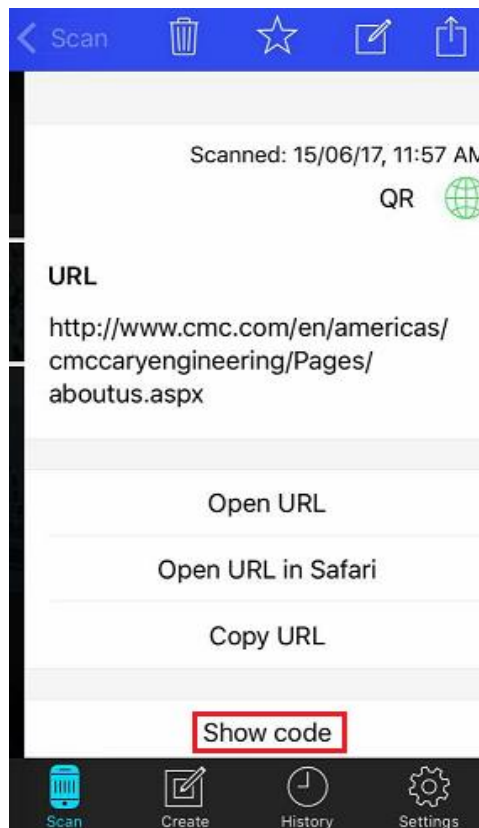 Scan
Scanned: 15/06/17, 11:57 AM
QR
URL
http://www.cmc.com/en/americas/
cmccaryengineering/Pages/
aboutus.aspx
Open URL
Open URL in Safari
Copy URL
Show code
Scan Create History Settings